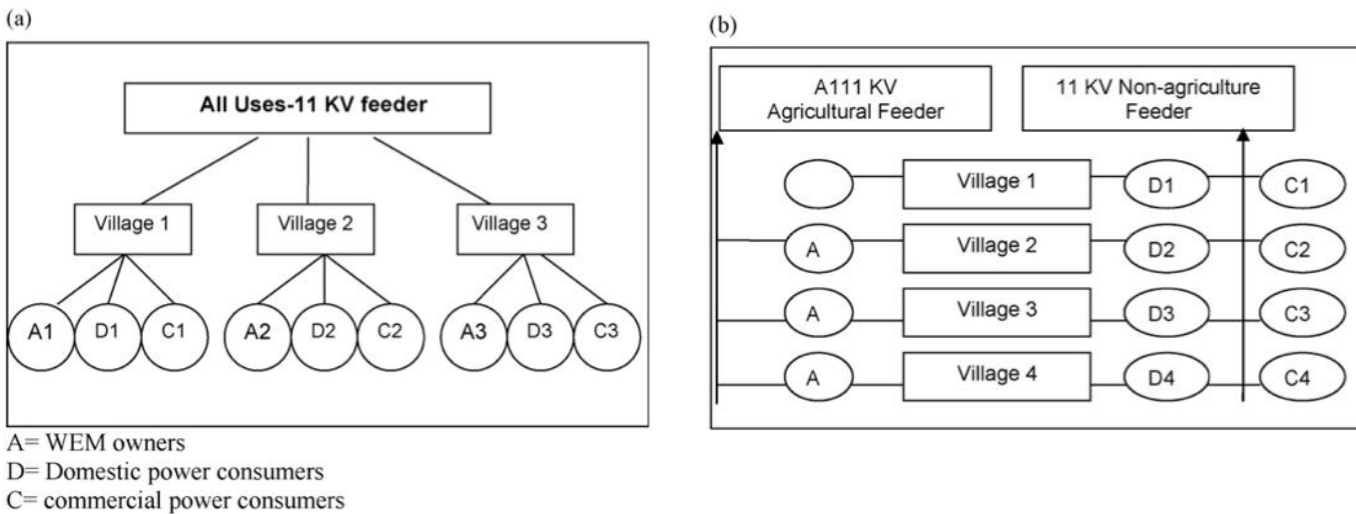 (a)
All Uses-11 KV feeder
Village 1 Village 2 Village 3
A1 D1 C1 A2 D2 C2 A3 D3 C3
(b)
A111 KV
Agricultural Feeder
11 KV Non-agriculture
Feeder
Village 1 D1 C1
A Village 2 D2 C2
A Village 3 D3 C3
A Village 4 D4 C4
A= WEM owners
D= Domestic power consumers
C= commercial power consumers